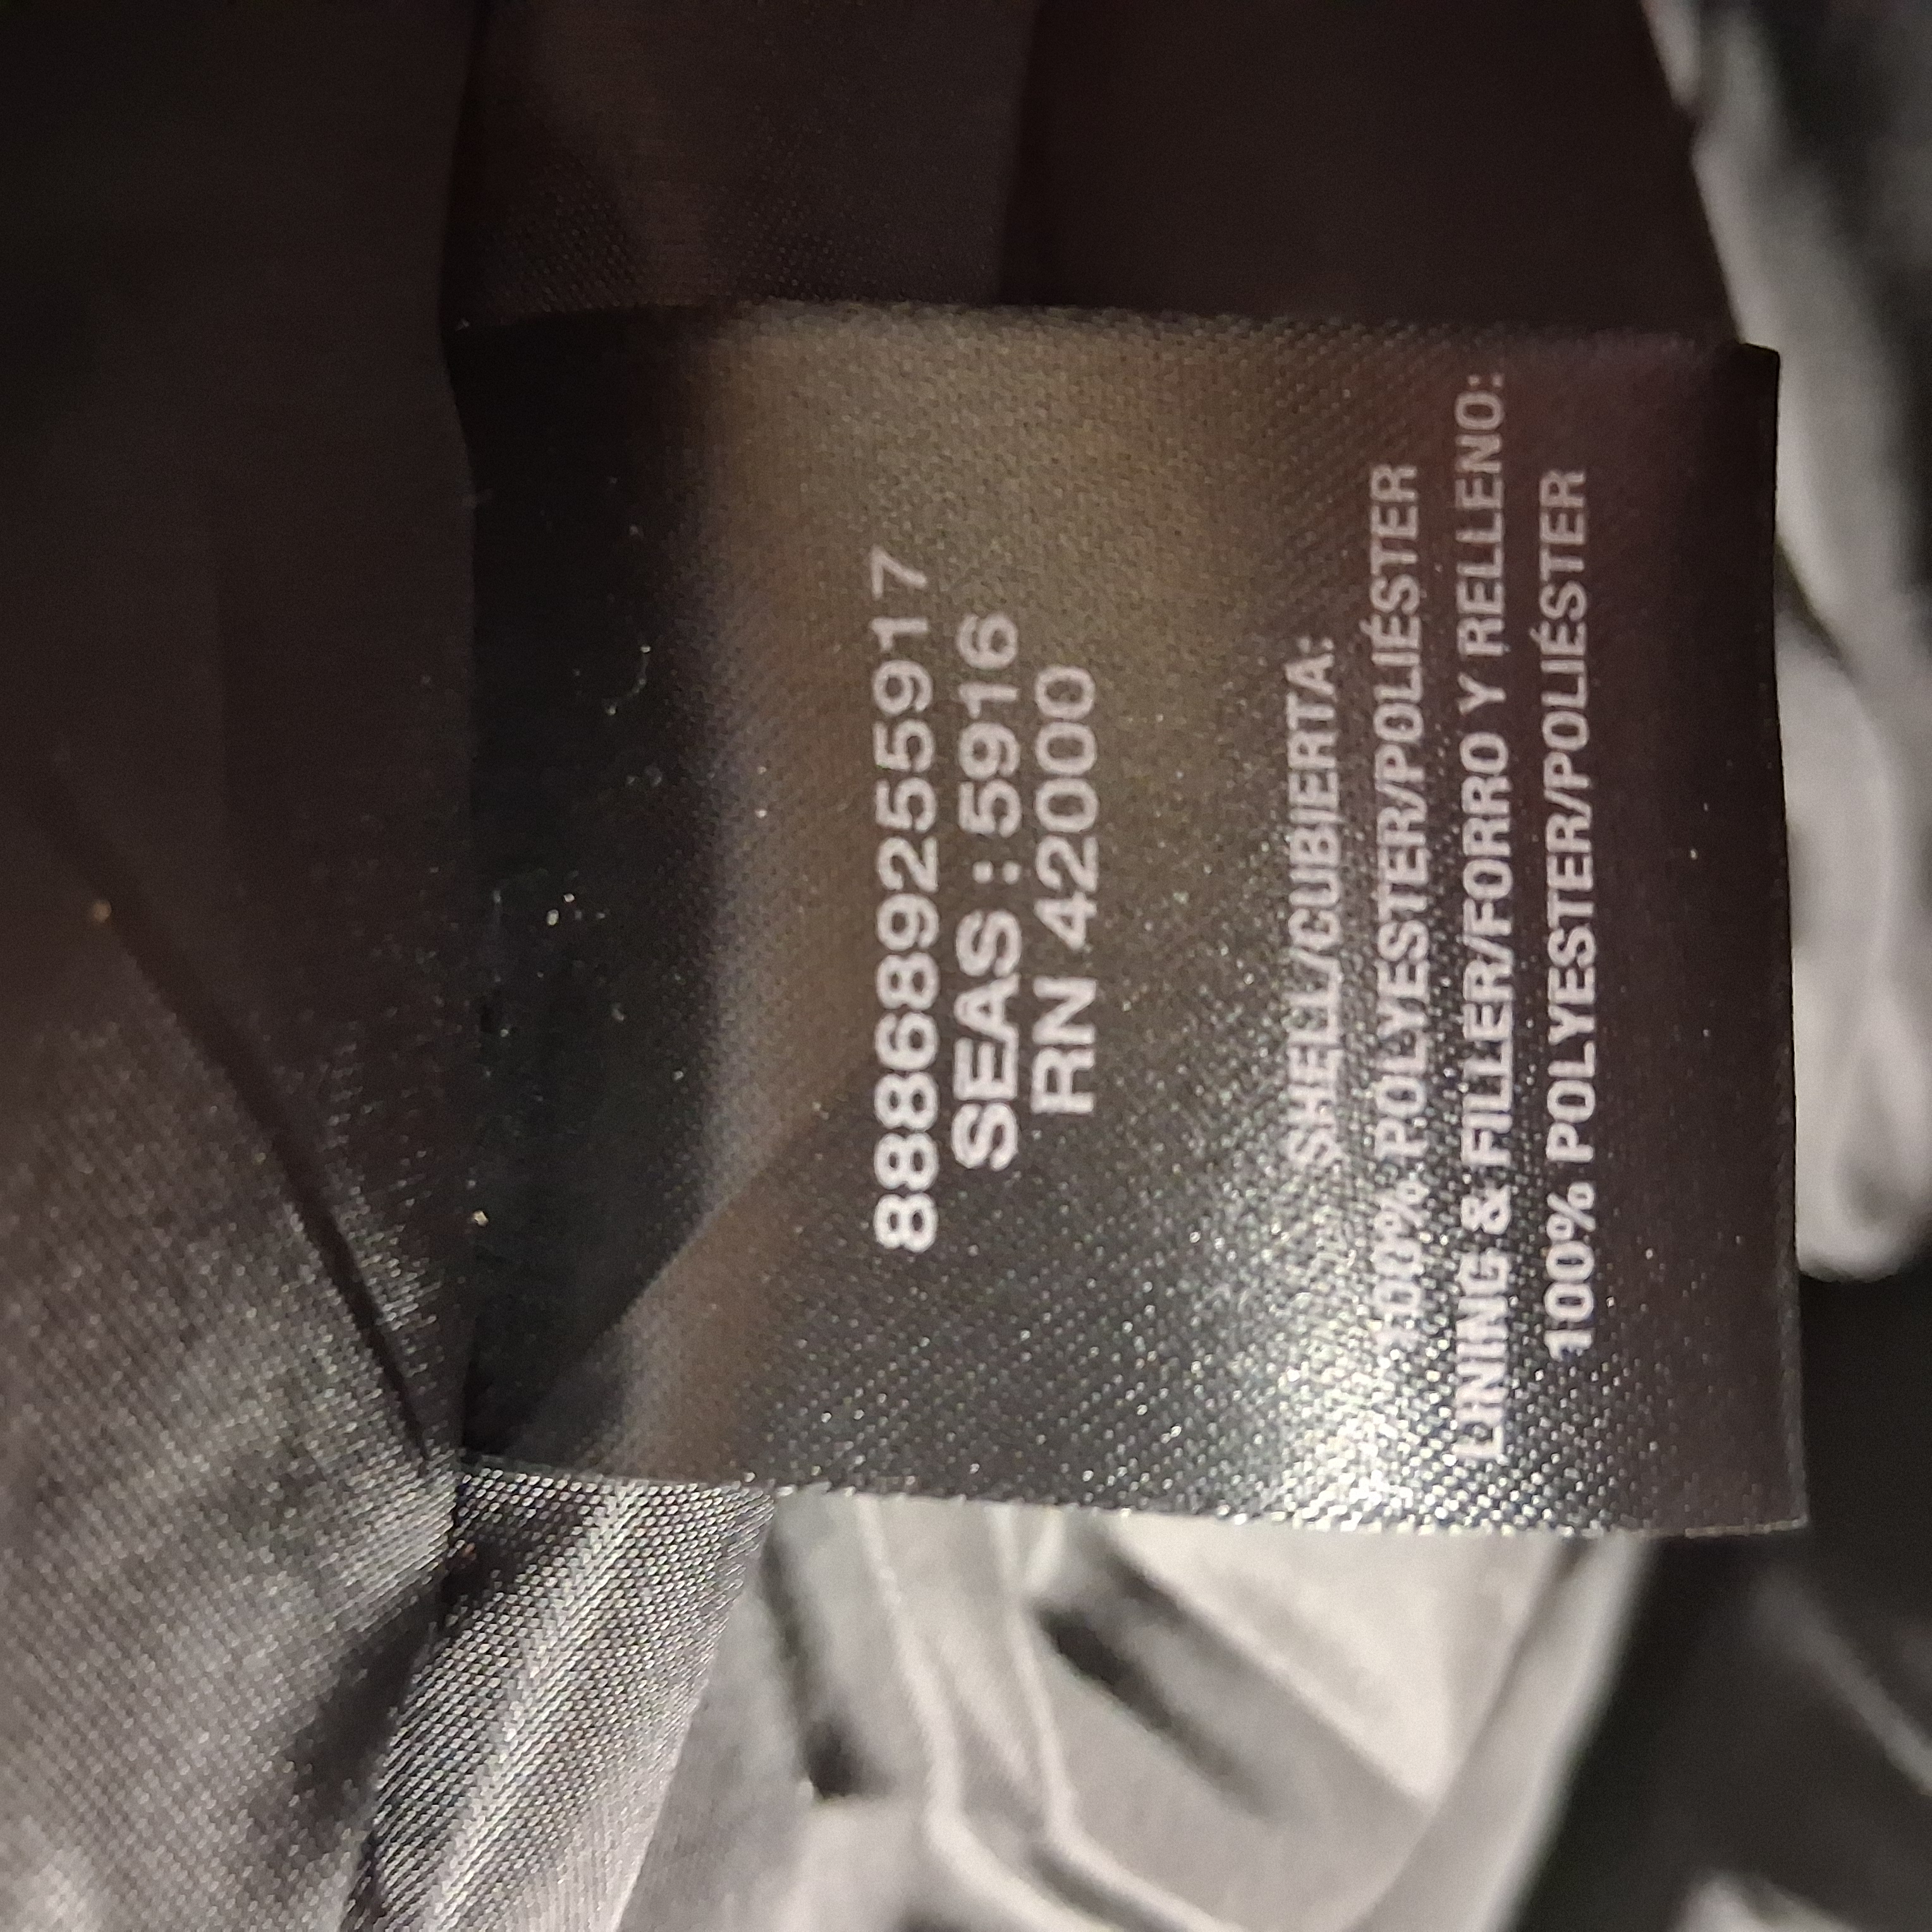 888689255917
SEAS : 5916
RN 42000
SHELL/CUBIERTA:
100% POLYESTER/POLIÉSTER
LINING & FILLER/FORRO Y RELLENO:
100% POLYESTER/POLIÉSTER